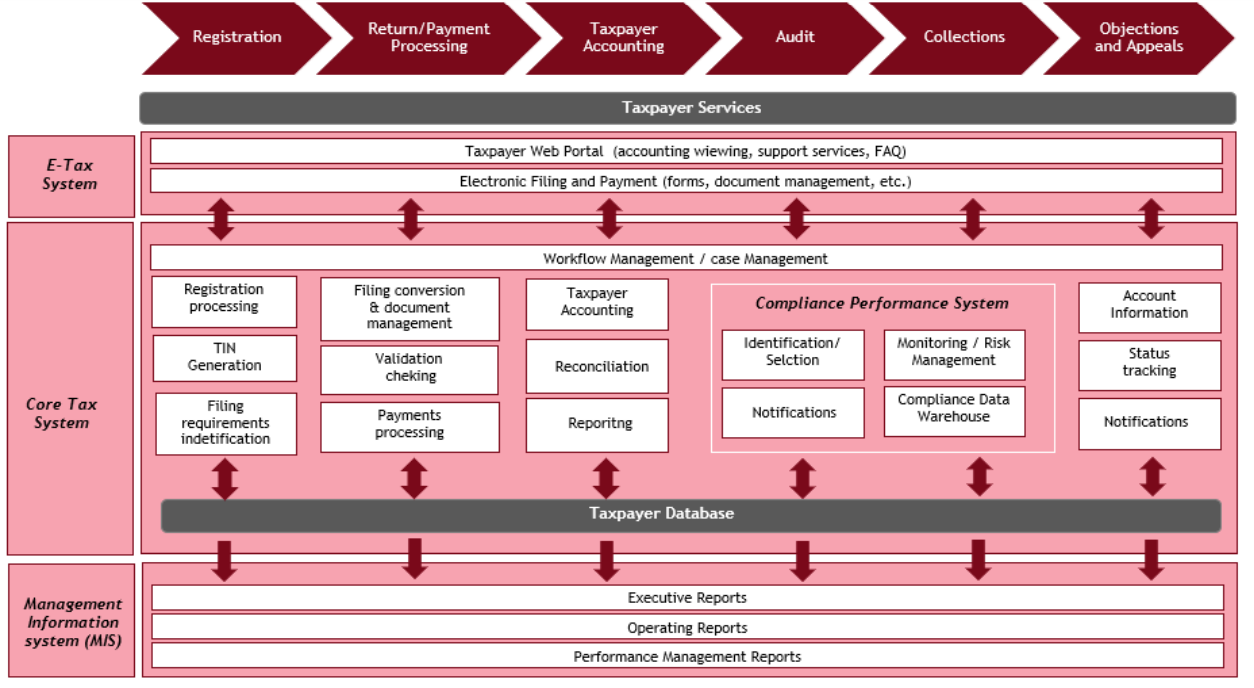 Registration
Return/Payment
Processing
Taxpayer
Accounting
Audit
Collections
Objections
and Appeals
Taxpayer Services
E-Tax
System
Taxpayer Web Portal (accounting wiewing, support services, FAQ)
Electronic Filing and Payment (forms, document management, etc.)
Core Tax
System
Workflow Management / case Management
Registration
processing
TIN
Generation
Filing
requirements
indetification
Filing conversion
& document
management
Validation
cheking
Payments
processing
Taxpayer
Accounting
Reconciliation
Reporitng
Compliance Performance System
Identification/
Selction
Notifications
Monitoring / Risk
Management
Compliance Data
Warehouse
Account
Information
Status
tracking
Notifications
Taxpayer Database
Management
Information
system (MIS)
Executive Reports
Operating Reports
Performance Management Reports